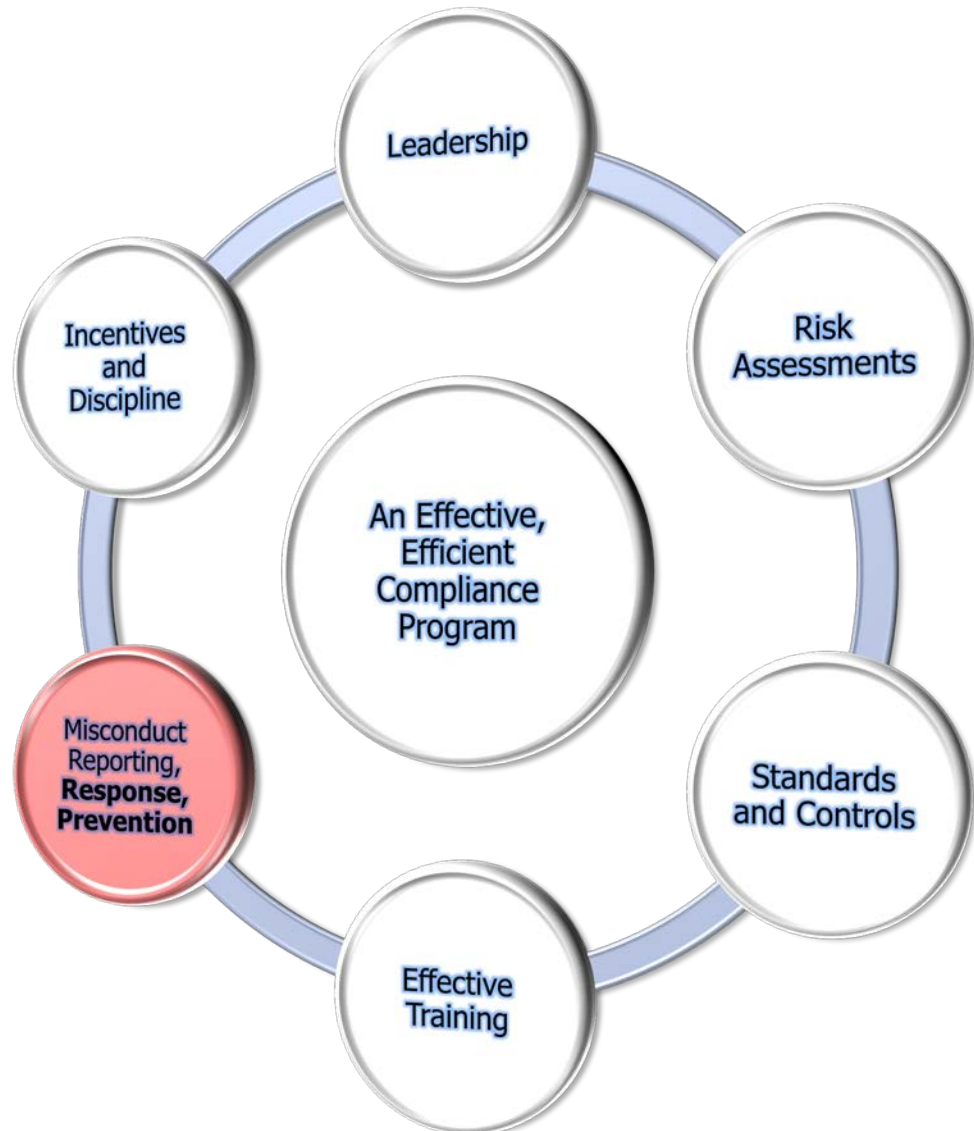 Leadership
Risk
Assessments
Standards
and Controls
Effective
Training
Misconduct
Reporting,
Response,
Prevention
Incentives
and
Discipline
An Effective,
Efficient
Compliance
Program